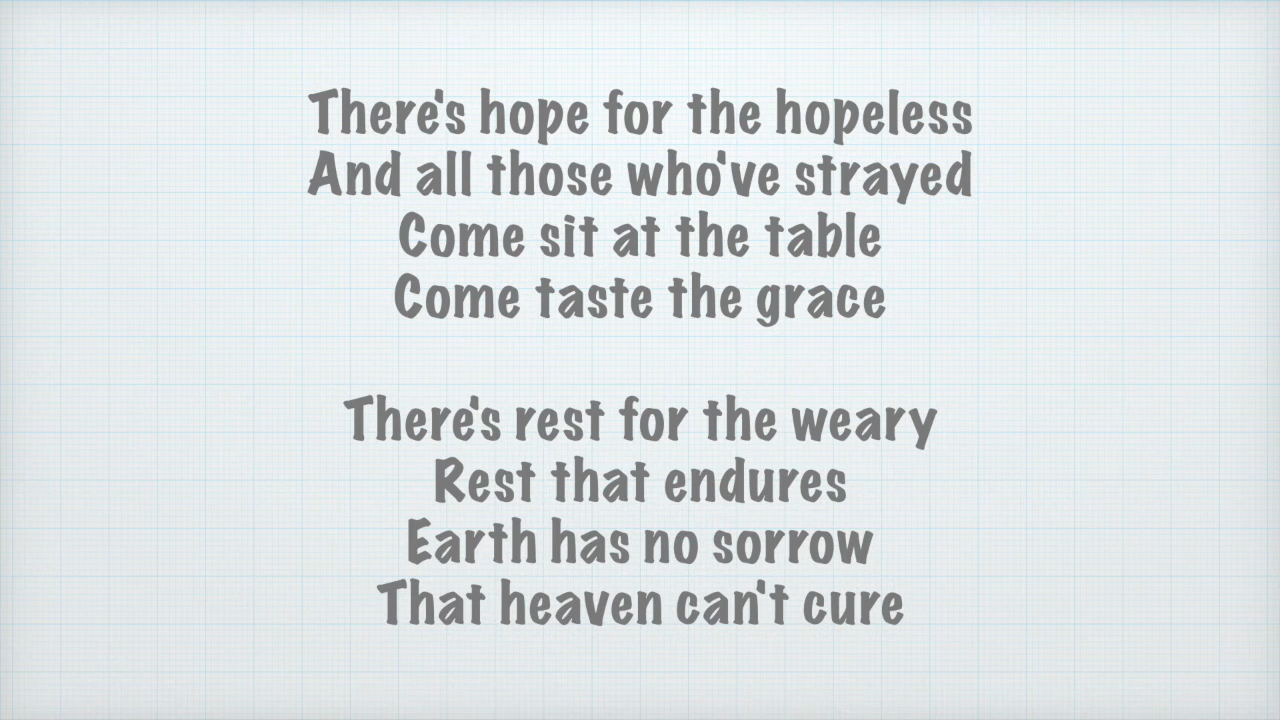 There's hope for the hopeless
And all those who've strayed
Come sit at the table
Come taste the grace
There's rest for the weary
Rest that endures
Earth has no sorrow
That heaven can't cure